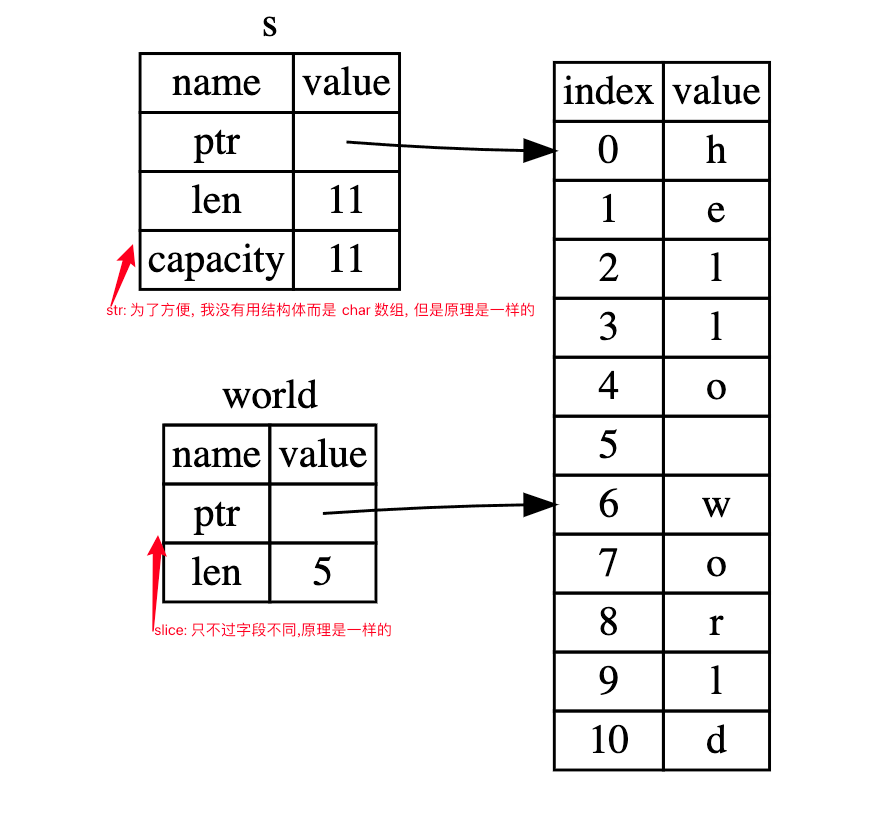 s
name value
ptr
len 11
capacity 11
str: 为了方便, 我没有用结构体而是 char 数组, 但是原理是一样的
world
name value
ptr
len 5
slice: 只不过字段不同,原理是一样的
index value
0 h
1 e
2 l
3 l
4 o
5
6 w
7 o
8 r
9 l
10 d